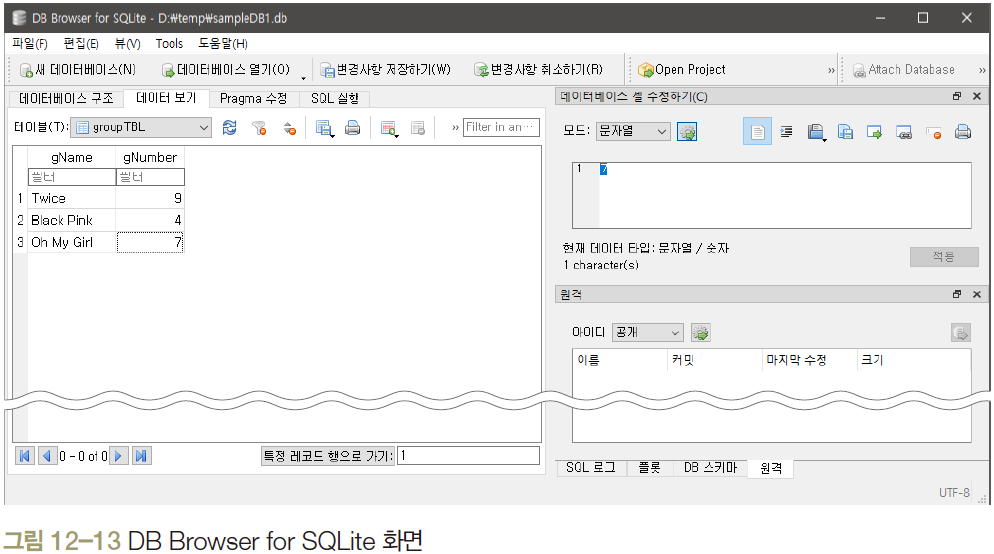 DB Browser for SQLite - D:₩temp₩sampleDB1.db
파일(F) 편집(E) 뷰(V) Tools 도움말(H)
새 데이터베이스(N) 데이터베이스 열기(O) 변경사항 저장하기(W) 변경사항 취소하기(R) Open Project » Attach Database »
데이터베이스 구조 데이터 보기 Pragma 수정 SQL 실행
테이블(T): groupTBL » Filter in an···
gName gNumber
필터 필터
1 Twice 9
2 Black Pink 4
3 Oh My Girl 7
0 - 0 of 0 특정 레코드 행으로 가기: 1
데이터베이스 셀 수정하기(C)
모드: 문자열
1 7
현재 데이터 타입: 문자열 / 숫자
1 character(s)
적용
원격
아이디 공개
이름 커밋 마지막 수정 크기
SQL 로그 플롯 DB 스키마 원격
UTF-8
그림 12-13 DB Browser for SQLite 화면